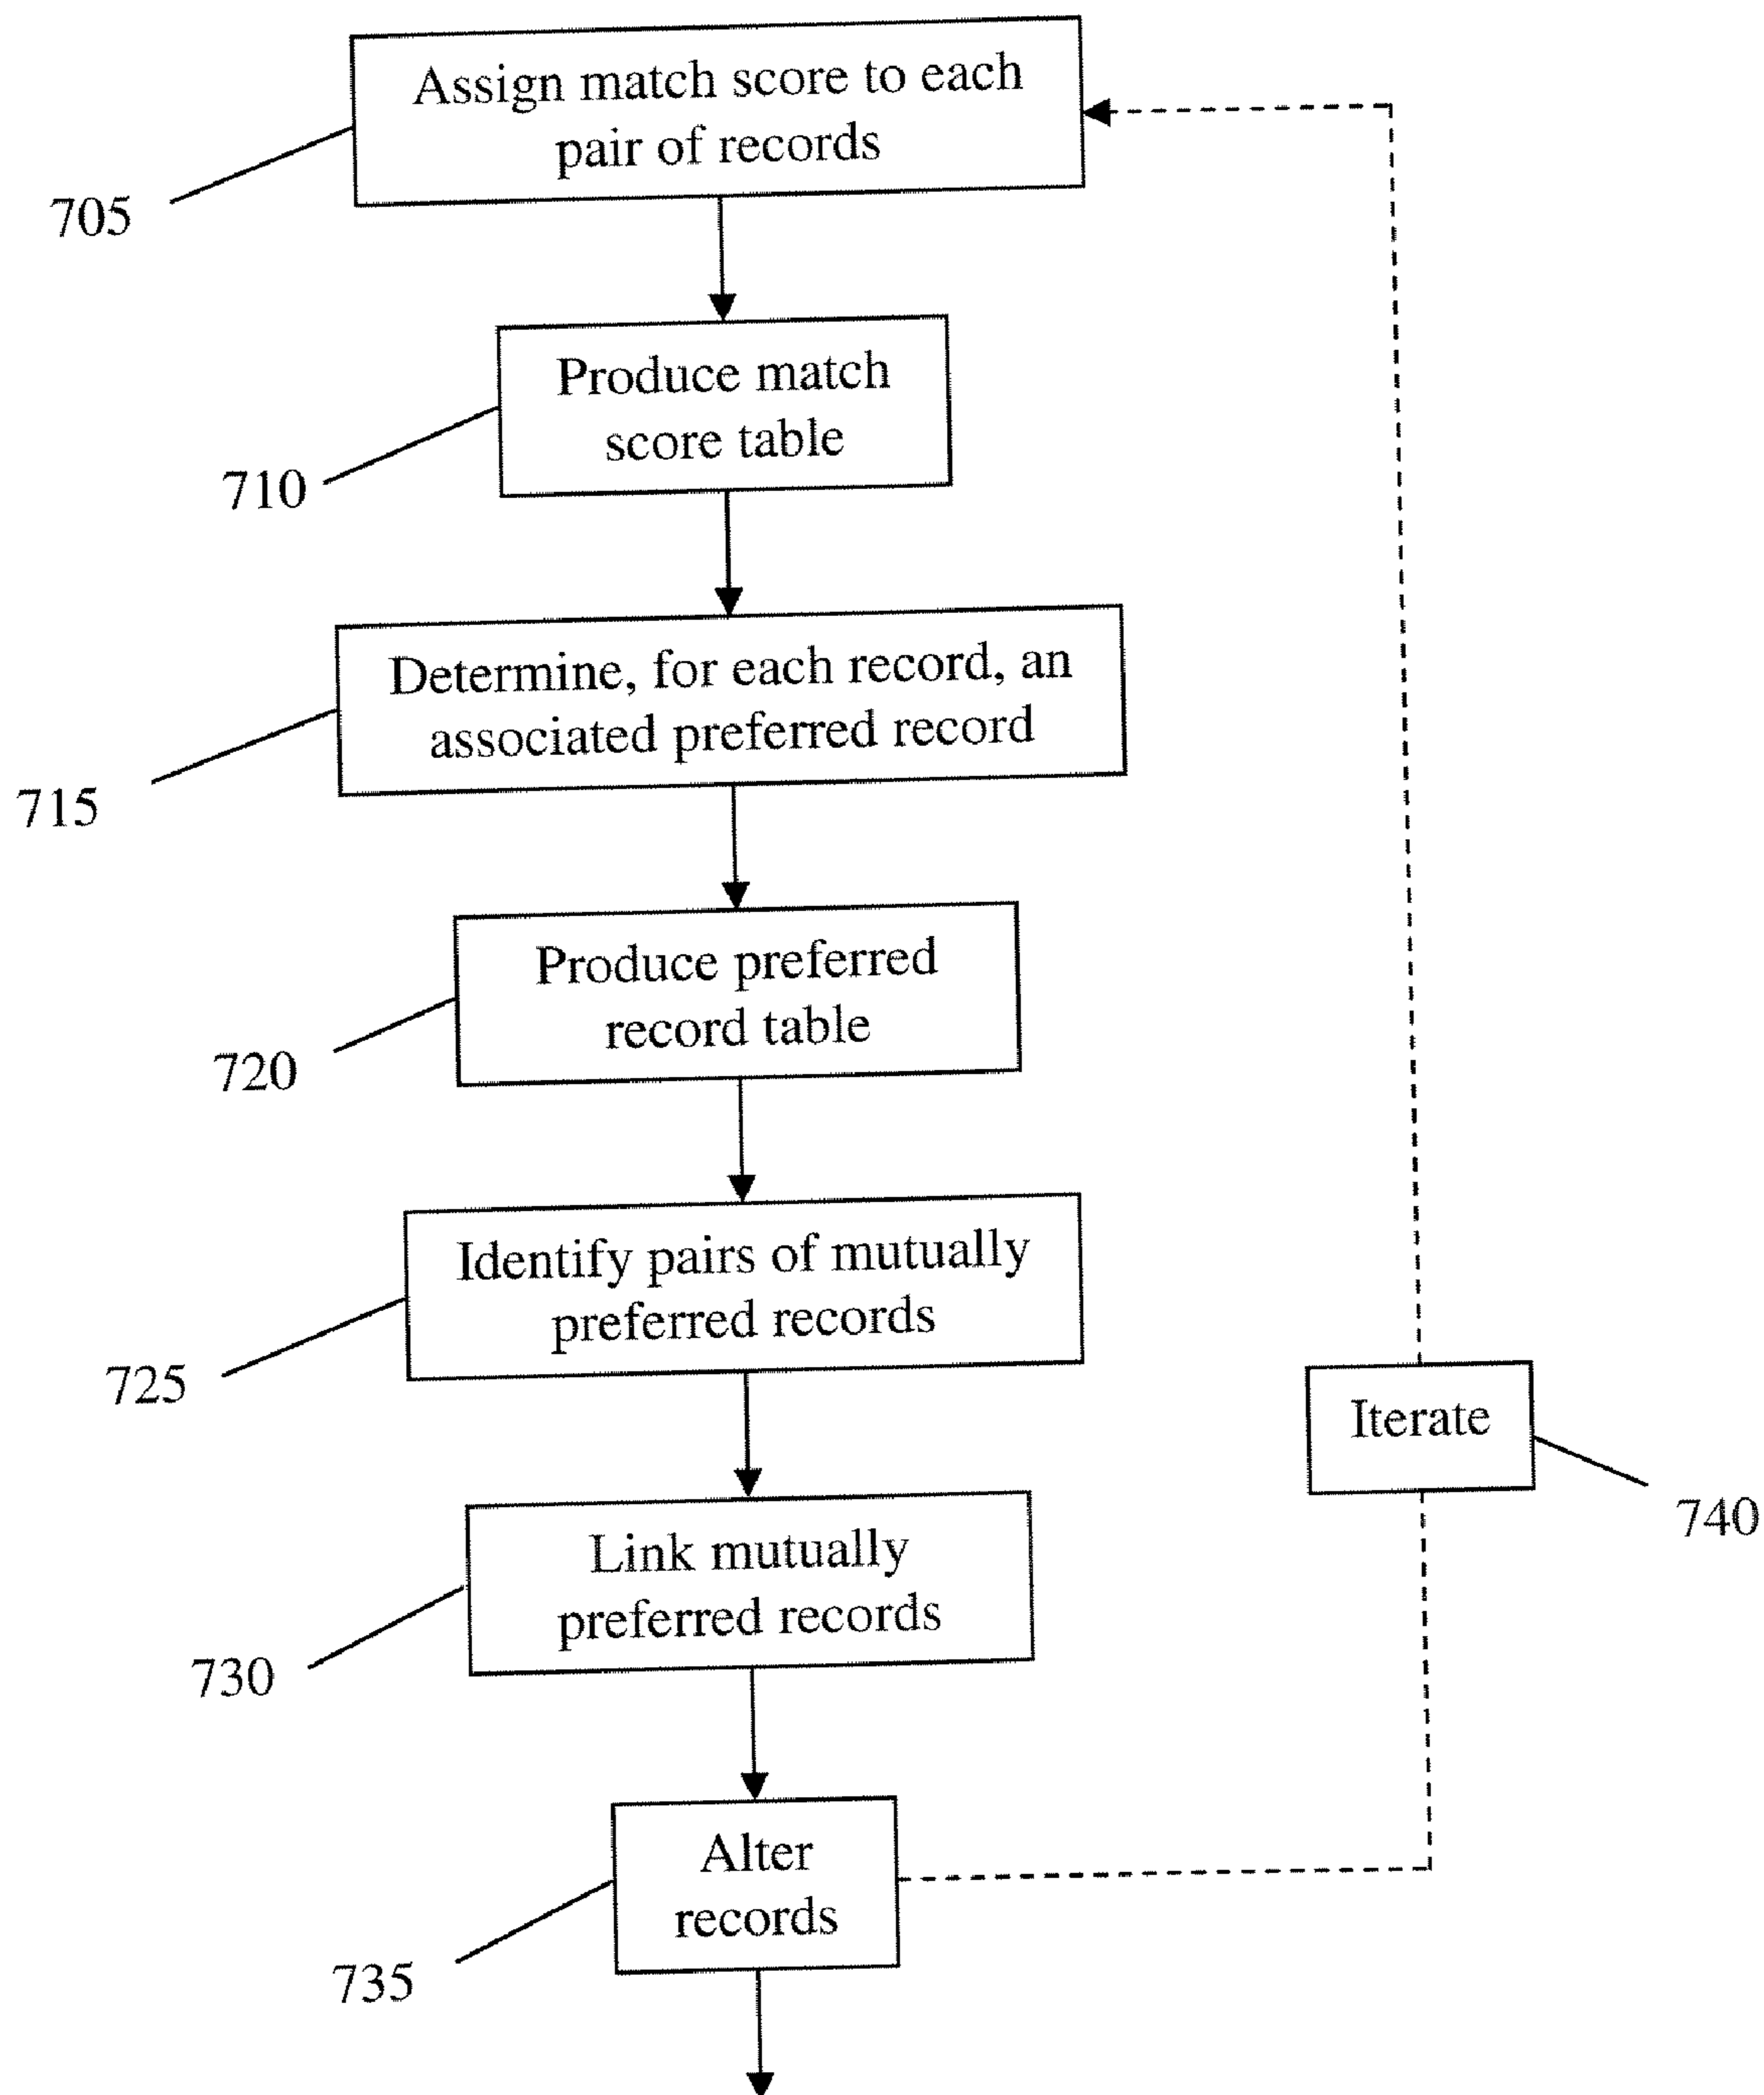 Assign match score to each
pair of records
705
Produce match
score table
710
Determine, for each record, an
associated preferred record
715
Produce preferred
record table
720
Identify pairs of mutually
preferred records
725
Iterate
740
Link mutually
preferred records
730
Alter
records
735